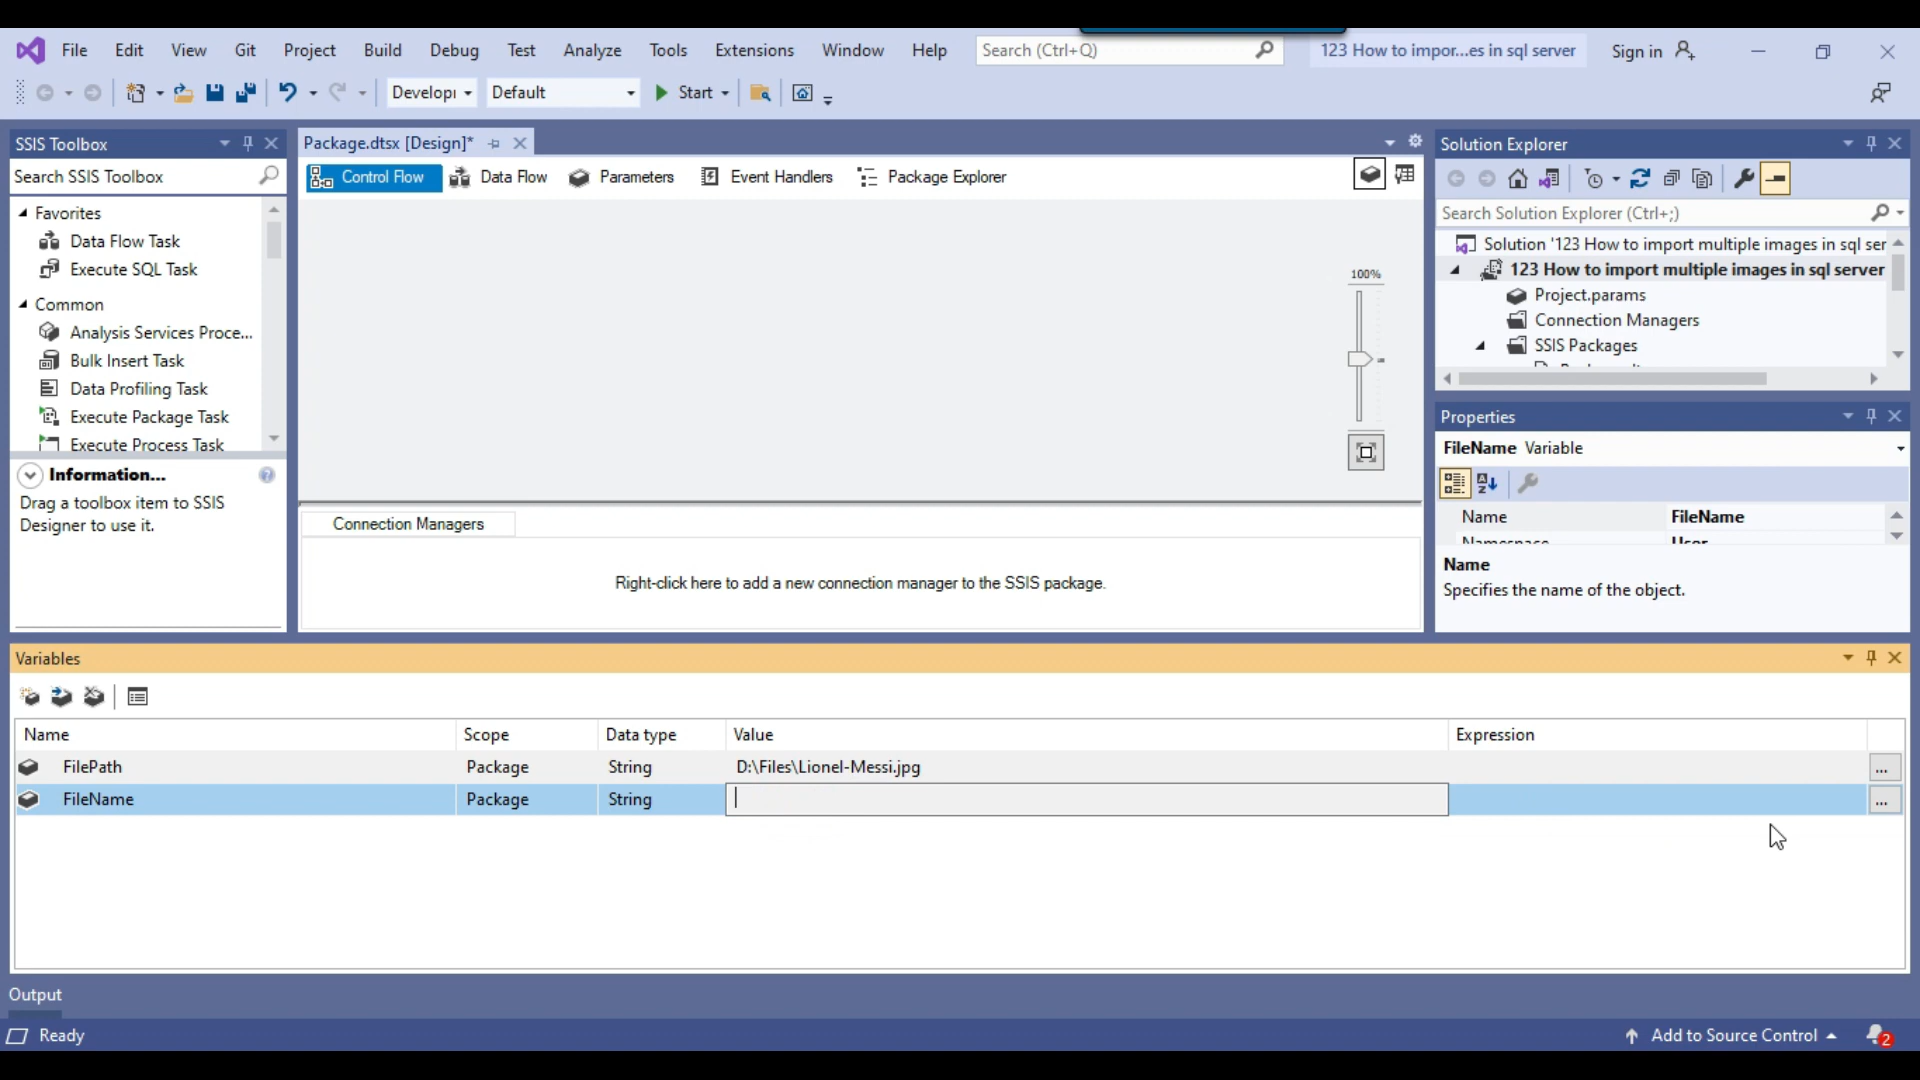 File Edit View Git Project Build Debug Test Analyze Tools Extensions Window Help Search (Ctrl+Q) 123 How to impor...es in sql server Sign in
Developi Default Start
SSIS Toolbox
Search SSIS Toolbox
Favorites
Data Flow Task
Execute SQL Task
Common
Analysis Services Proce...
Bulk Insert Task
Data Profiling Task
Execute Package Task
Execute Process Task
Information...
Drag a toolbox item to SSIS
Designer to use it.
Package.dtsx [Design]*
Control Flow Data Flow Parameters Event Handlers Package Explorer
100%
Connection Managers
Right-click here to add a new connection manager to the SSIS package.
Solution Explorer
Search Solution Explorer (Ctrl+;)
Solution '123 How to import multiple images in sql ser
123 How to import multiple images in sql server
Project.params
Connection Managers
SSIS Packages
Properties
FileName Variable
Name FileName
Namespace User
Name
Specifies the name of the object.
Variables
Name Scope Data type Value Expression
FilePath Package String D:\Files\Lionel-Messi.jpg ...
FileName Package String ...
Output
Ready Add to Source Control 2